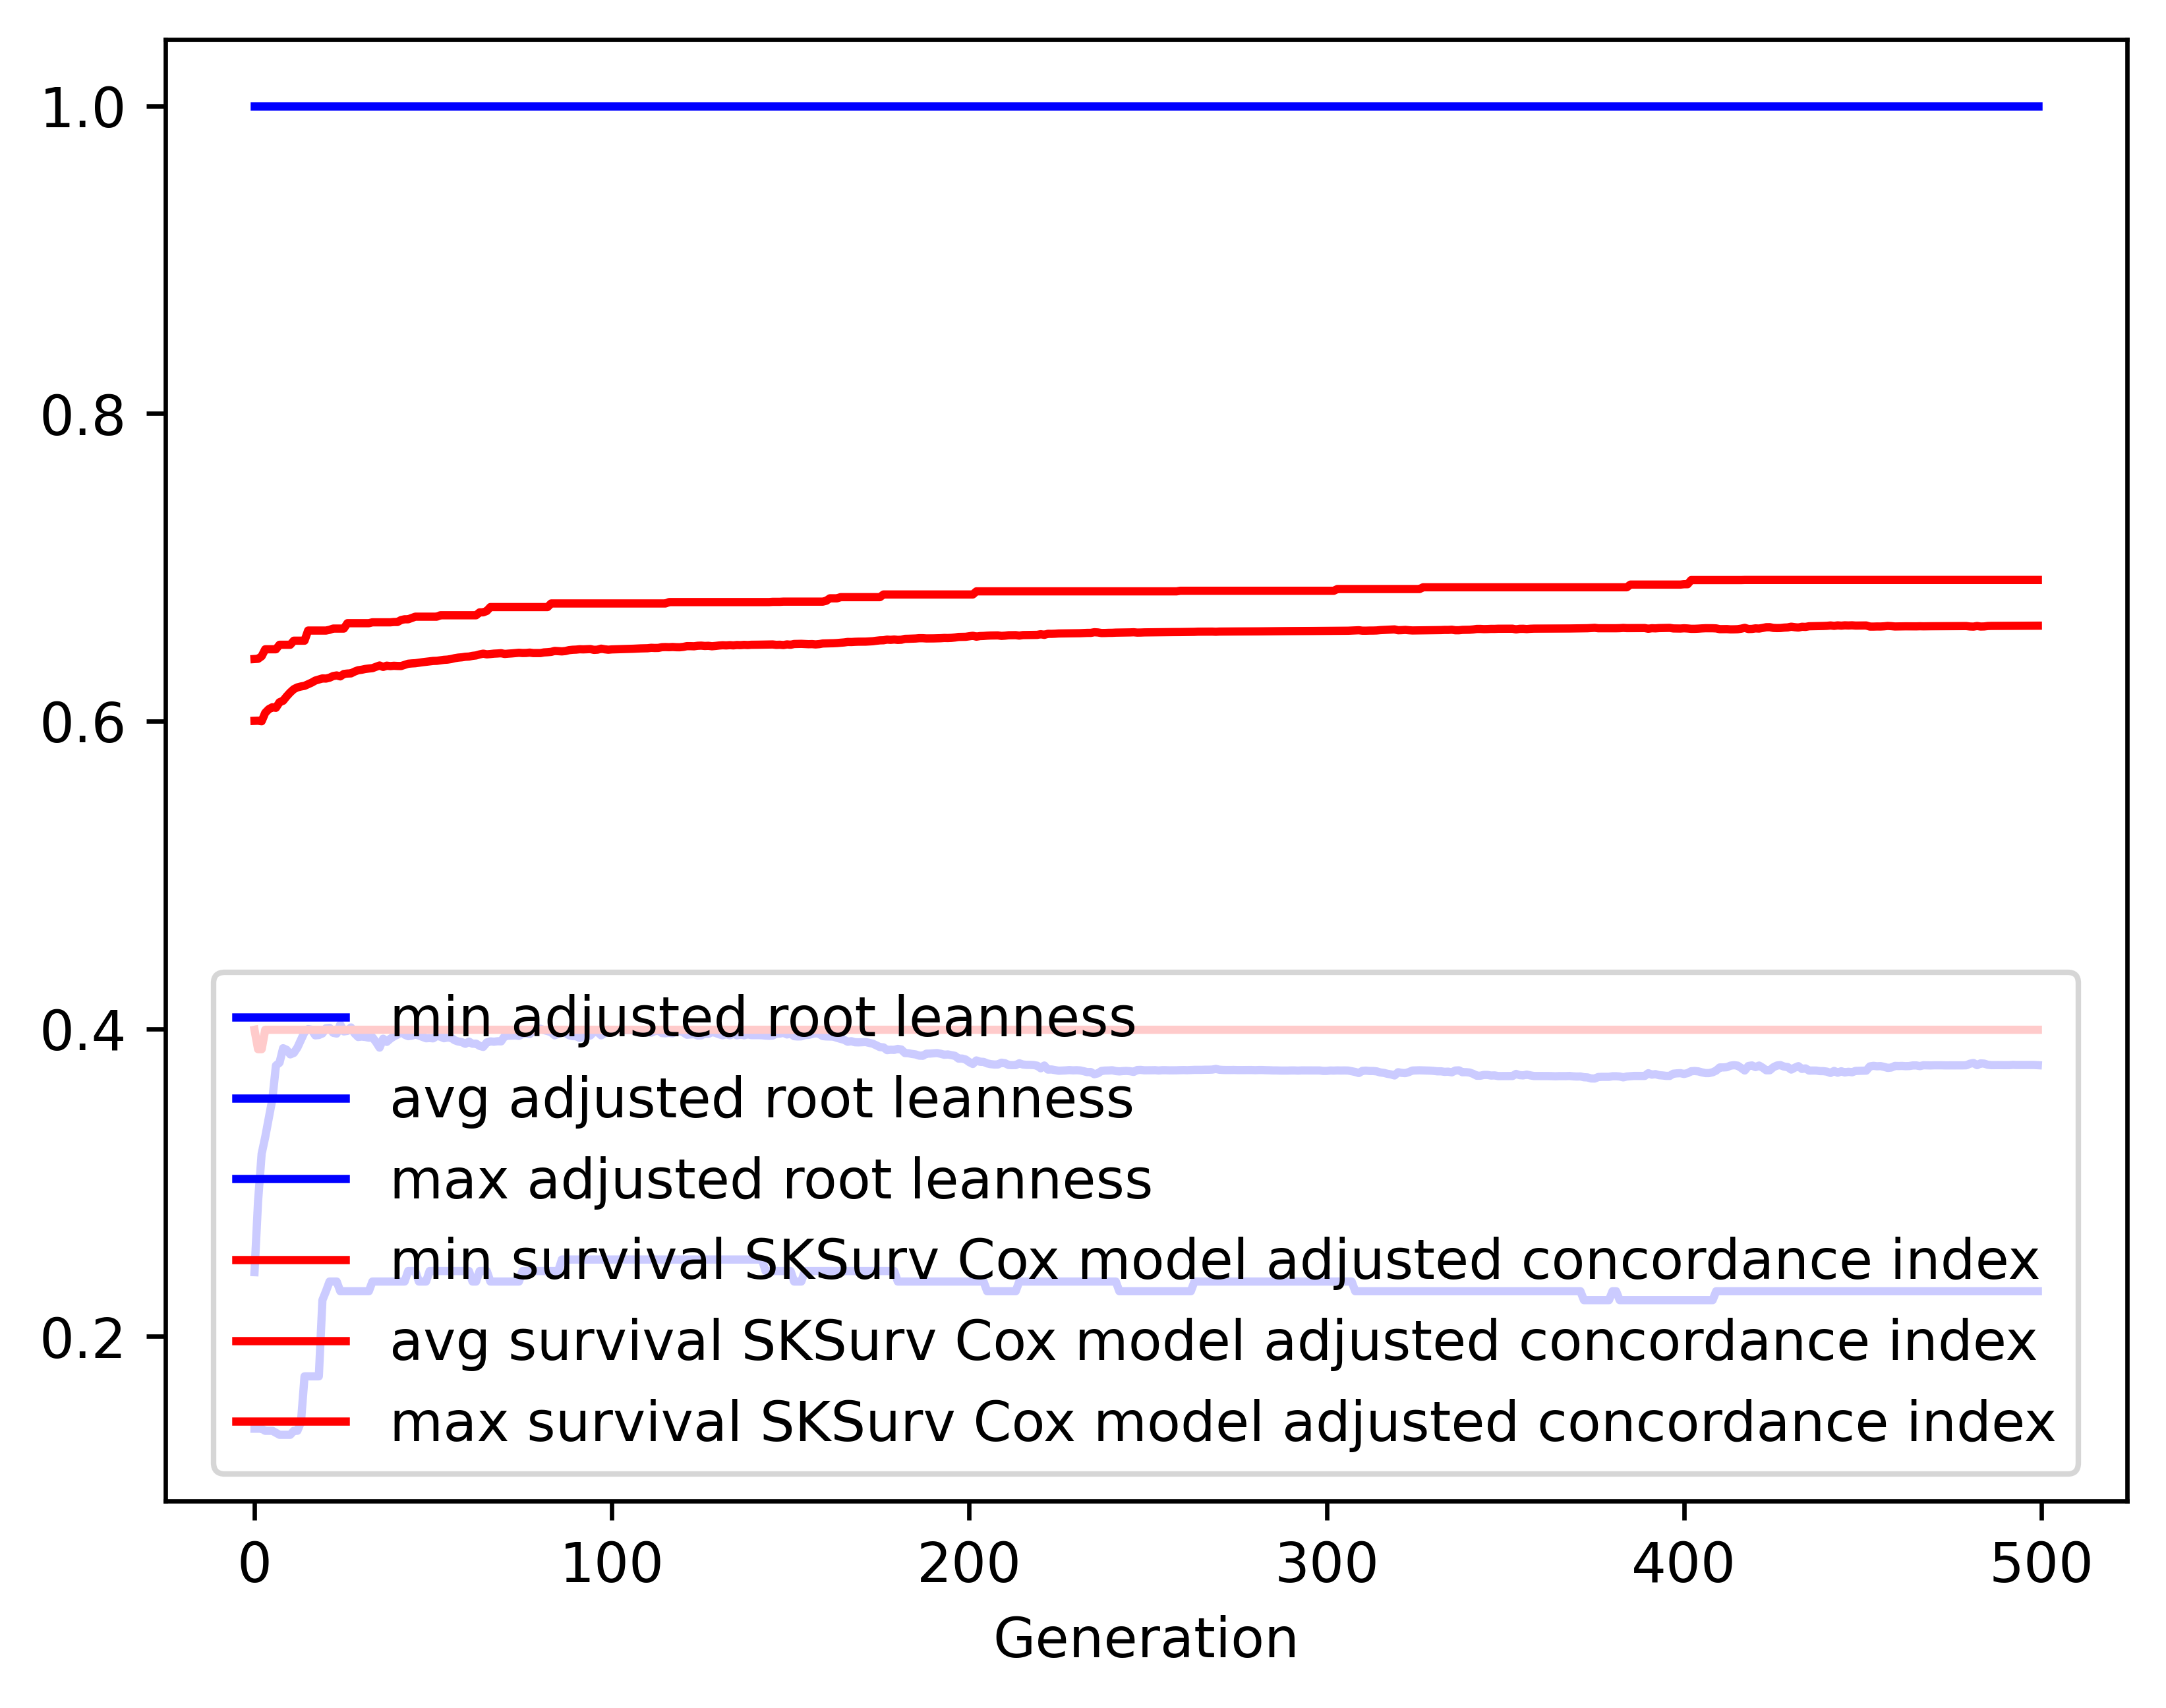 1.0
0.8
0.6
0.4
0.2
min adjusted root leanness
avg adjusted root leanness
max adjusted root leanness
min survival SKSurv Cox model adjusted concordance index
avg survival SKSurv Cox model adjusted concordance index
max survival SKSurv Cox model adjusted concordance index
0 100 200 300 400 500
Generation